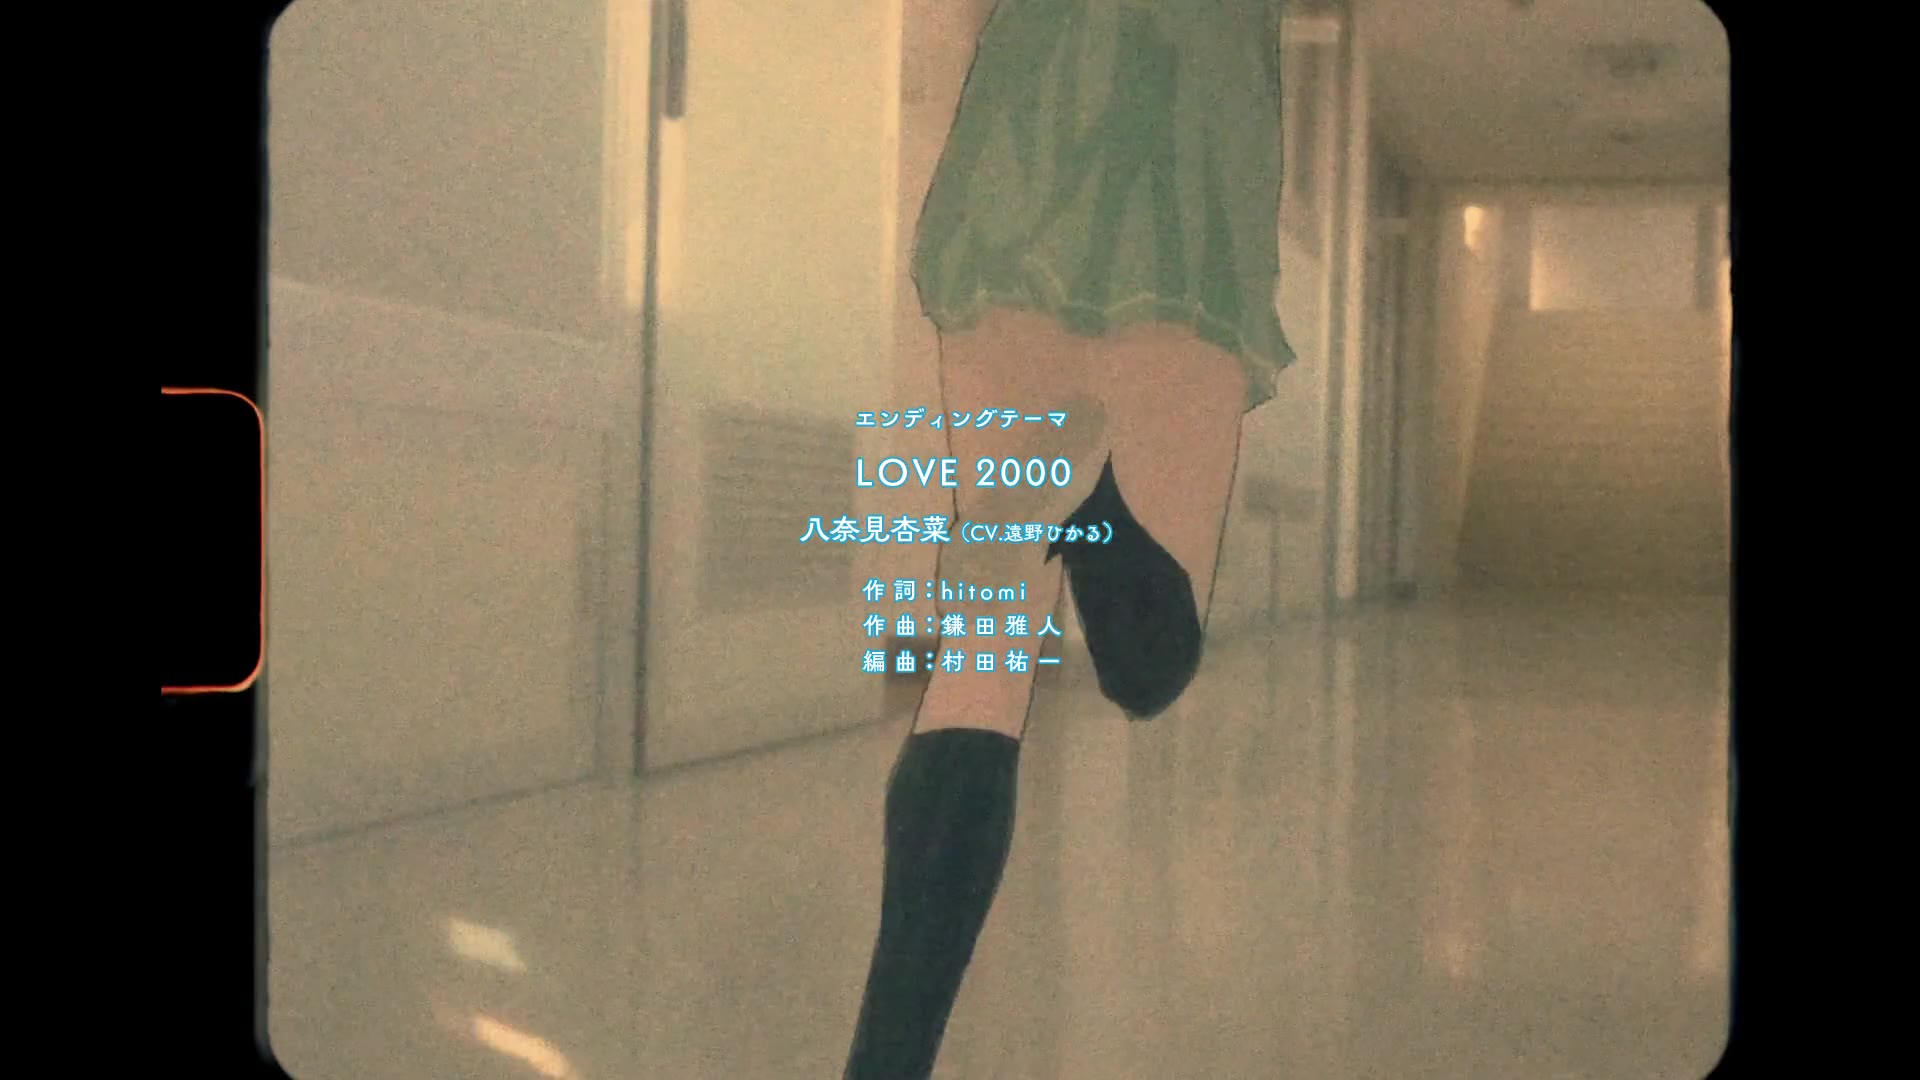 エンディングテーマ
LOVE 2000
八奈見杏菜（CV.遠野ひかる）
作詞：hitomi
作曲：鎌田雅人
編曲：村田祐一